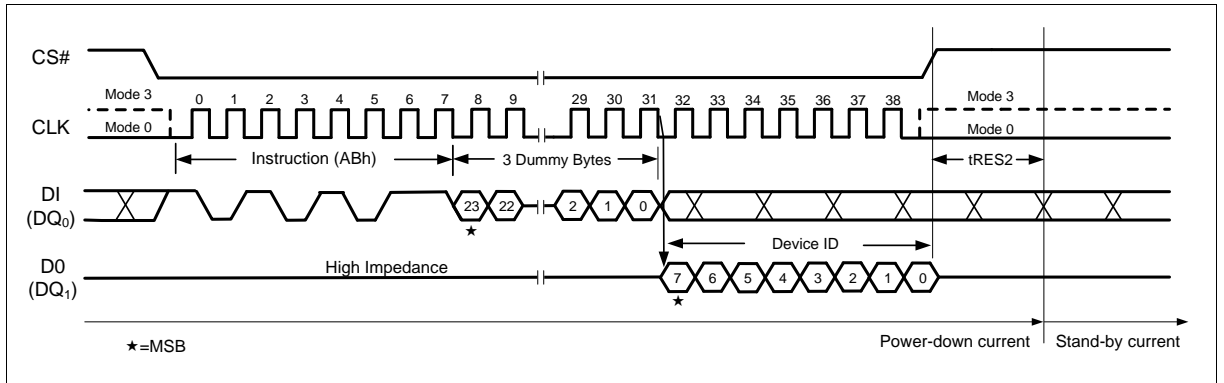 CS#
Mode 3 0 1 2 3 4 5 6 7 8 9 29 30 31 32 33 34 35 36 37 38 Mode 3
CLK Mode 0 Mode 0
Instruction (ABh) 3 Dummy Bytes tRES2
DI
(DQ0) 23 22 2 1 0
★ Device ID
D0
(DQ1) High Impedance 7 6 5 4 3 2 1 0
★
★=MSB Power-down current Stand-by current